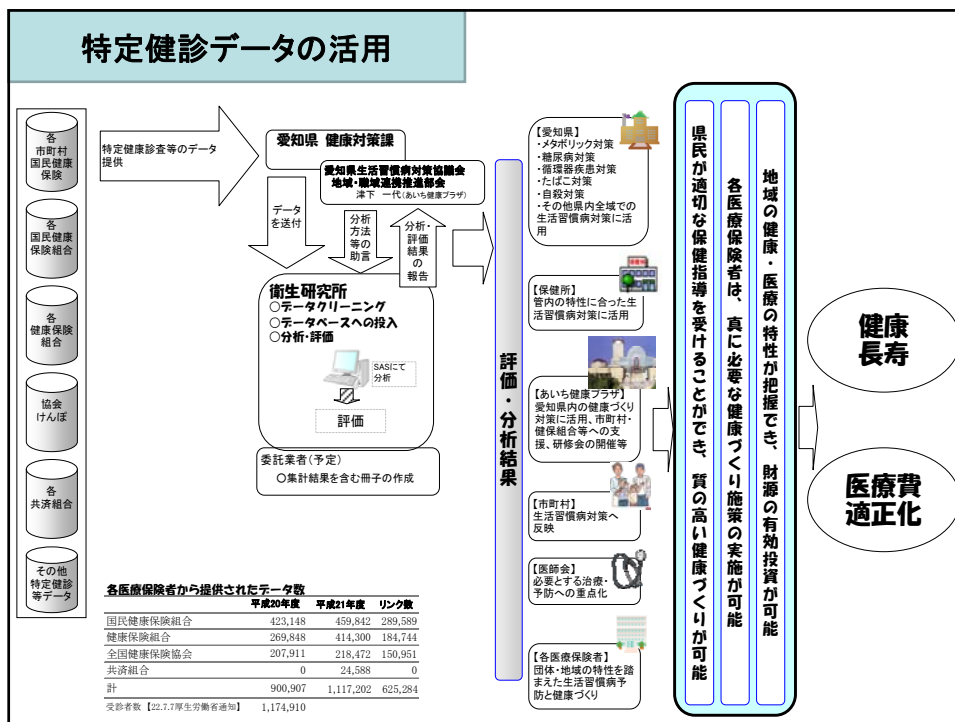 特定健診データの活用
各
市町村
国民健康
保険
各
国民健康
保険組合
各
健康保険
組合
協会
けんぽ
各
共済組合
その他
特定健診
等データ
特定健康診査等のデータ
提供
愛知県 健康対策課
愛知県生活習慣病対策協議会
地域・職域連携推進部会
津下 一代(あいち健康プラザ)
データ
を送付
分析
方法
等の
助言
分析・
評価
結果
の
報告
衛生研究所
○データクリーニング
○データベースへの投入
○分析・評価
SASにて
分析
評価
委託業者(予定)
○集計結果を含む冊子の作成
各医療保険者から提供されたデータ数
平成20年度 平成21年度 リンク数
国民健康保険組合 423,148 459,842 289,589
健康保険組合 269,848 414,300 184,744
全国健康保険協会 207,911 218,472 150,951
共済組合 0 24,588 0
計 900,907 1,117,202 625,284
受診者数 【22.7.7厚生労働省通知】 1,174,910
評価・分析結果
【愛知県】
・メタボリック対策
・糖尿病対策
・循環器疾患対策
・たばこ対策
・自殺対策
・その他県内全域での
生活習慣病対策に活
用
【保健所】
管内の特性に合った生
活習慣病対策に活用
【あいち健康プラザ】
愛知県内の健康づくり
対策に活用、市町村・
健保組合等への支
援、研修会の開催等
【市町村】
生活習慣病対策へ
反映
【医師会】
必要とする治療・
予防への重点化
【各医療保険者】
団体・地域の特性を踏
まえた生活習慣病予
防と健康づくり
地域の健康・医療の特性が把握でき、財源の有効投資が可能
各医療保険者は、真に必要な健康づくり施策の実施が可能
県民が適切な保健指導を受けることができ、質の高い健康づくりが可能
健康
長寿
医療費
適正化